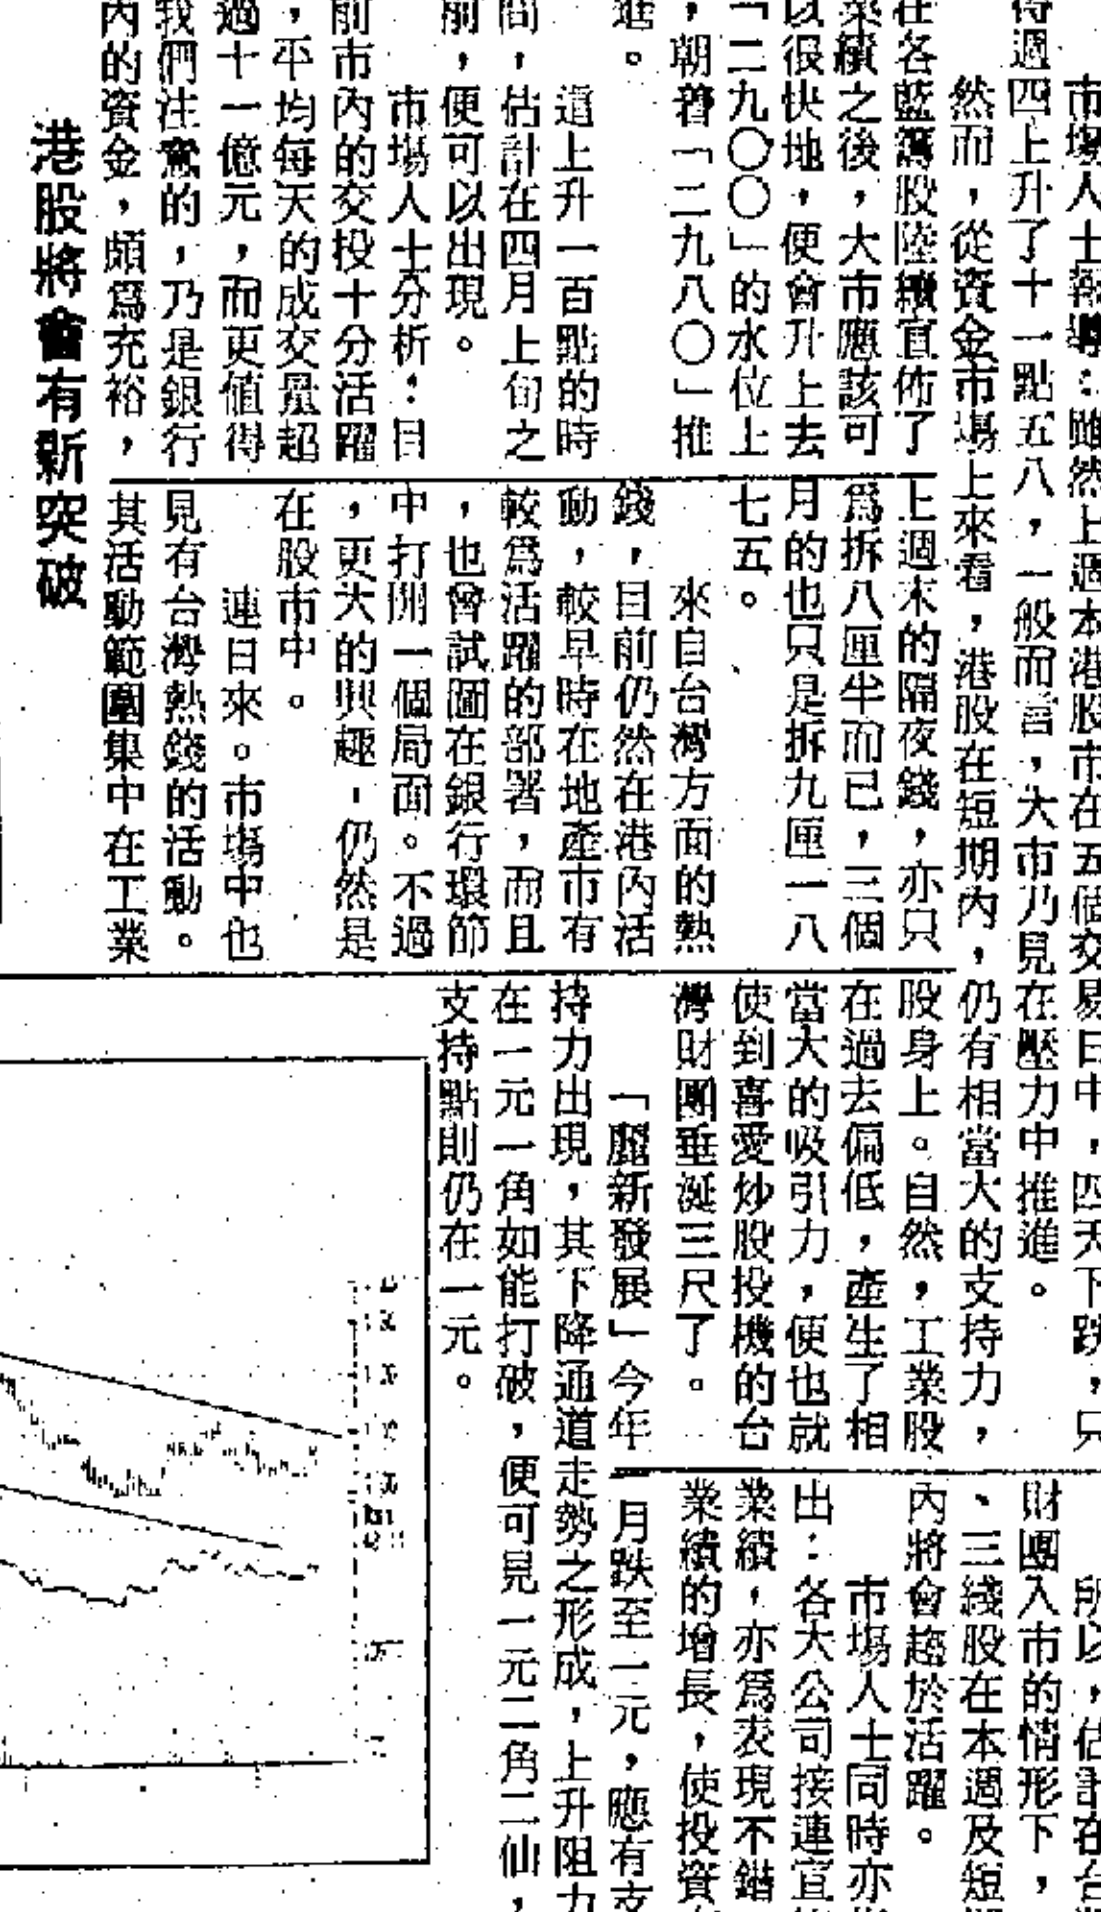 港股將會有新突破
市場人士報導：雖然上週本港股市在五個交易日中，四天下跌，只
得週四上升了十一點五八，一般而言，大市乃見在壓力中推進。
然而，從資金市場上來看，港股在短期內，仍有相當大的支持力，
在各藍籌股陸續宣佈了
業績之後，大市應該可
以很快地，便會升上去
「二九〇〇」的水位上
，朝着「二九八〇」推
進。
這上升一百點的時
間，估計在四月上旬之
前，便可以出現。
市場人士分析：目
前市內的交投十分活躍
，平均每天的成交量超
過十一億元，而更值得
我們注意的，乃是銀行
內的資金，頗爲充裕，
上週末的隔夜錢，亦只
爲拆八厘半而已，三個
月的也只是拆九厘一八
七五。
來自台灣方面的熱
錢，目前仍然在港內活
動，較早時在地產市有
較爲活躍的部署，而且
，也曾試圖在銀行環節
中打開一個局面。不過
，更大的興趣，仍然是
在股市中。
連日來。市場中也
見有台灣熱錢的活動。
其活動範圍集中在工業
股身上。自然，工業股
在過去偏低，產生了相
當大的吸引力，便也就
使到喜愛炒股投機的台
灣財團垂涎三尺了。
所以，估計在台
財團入市的情形下，
、三綫股在本週及短
內將會趨於活躍。
市場人士同時亦
出：各大公司接連宣
業績，亦爲表現不錯
業績的增長，使投資
「麗新發展」今年一月跌至一元，應有支
持力出現，其下降通道走勢之形成，上升阻力
在一元一角如能打破，便可見一元二角二仙，
支持點則仍在一元。